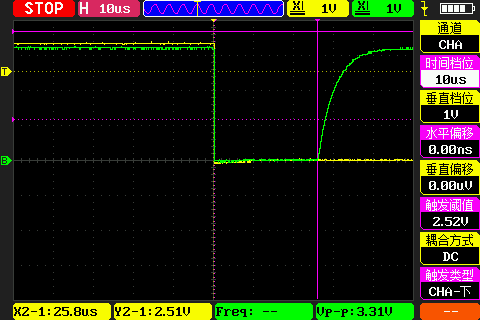 STOP H 10us X1 1V X1 1V
通道
CHA
时间档位
10us
垂直档位
1V
水平偏移
0.00ns
垂直偏移
0.00uV
触发阈值
2.52V
耦合方式
DC
触发类型
CHA-下
T
B
X2-1:25.8us Y2-1:2.51V Freq: -- Vp-p:3.31V --